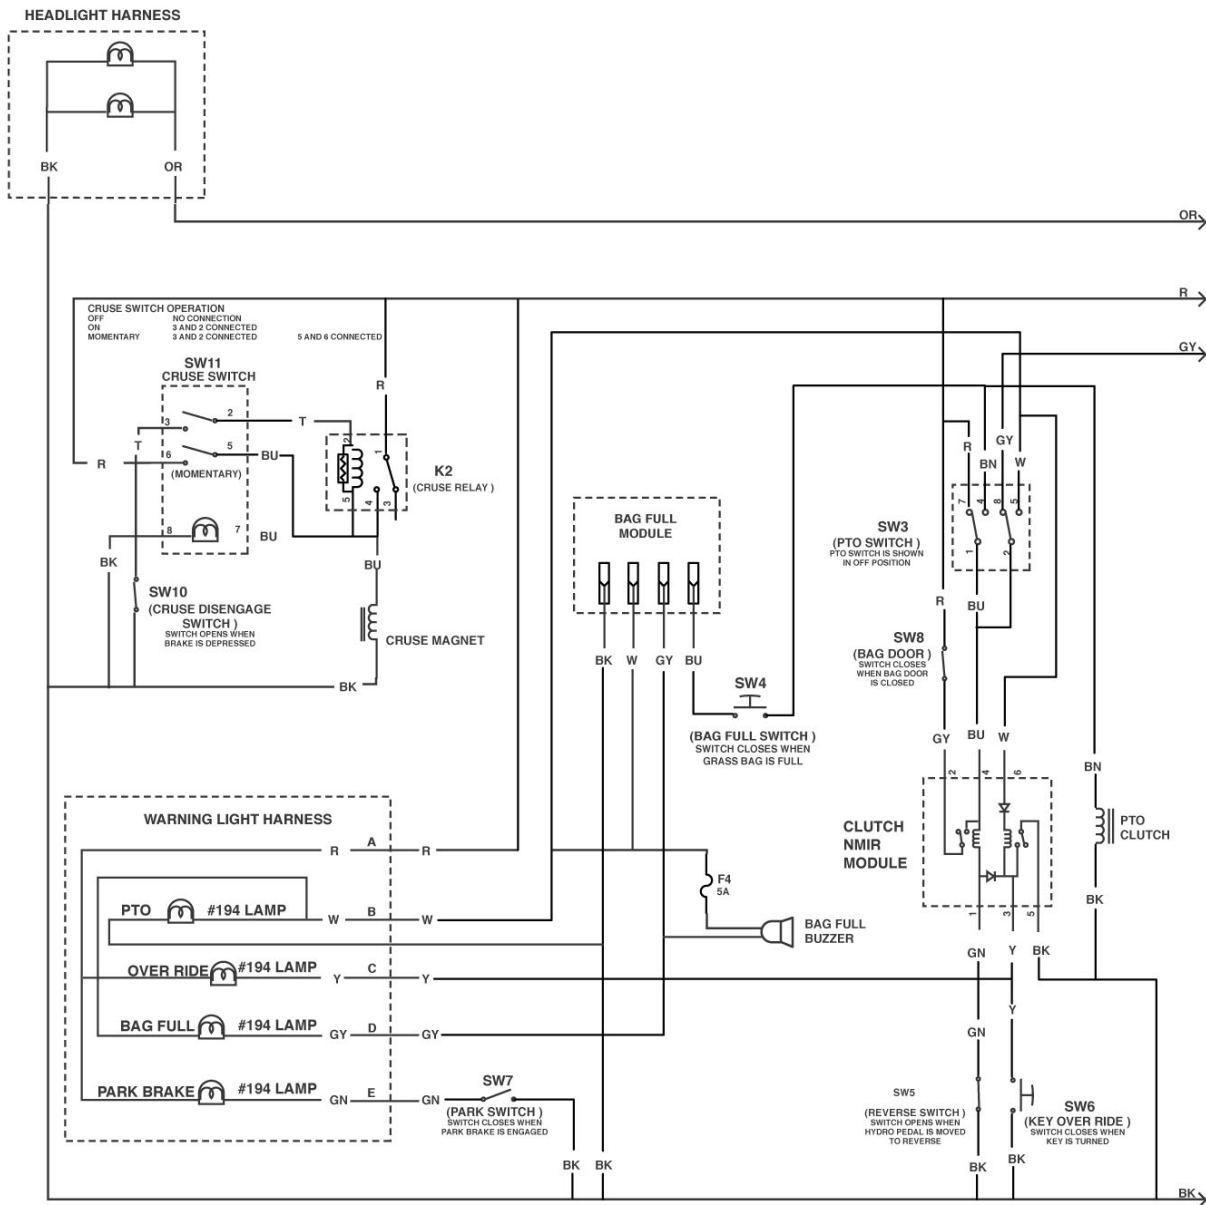 HEADLIGHT HARNESS
BK
OR
OR
R
CRUSE SWITCH OPERATION
OFF NO CONNECTION
ON 3 AND 2 CONNECTED
MOMENTARY 3 AND 2 CONNECTED 5 AND 6 CONNECTED
GY
SW11
CRUSE SWITCH
R
3
2
T
T
6
5
BU
R
(MOMENTARY)
8
7
BU
BK
2
1
5
4
3
K2
(CRUSE RELAY )
BU
SW10
(CRUSE DISENGAGE
SWITCH )
SWITCH OPENS WHEN
BRAKE IS DEPRESSED
CRUSE MAGNET
BK
BAG FULL
MODULE
BK
W
GY
BU
SW4
(BAG FULL SWITCH )
SWITCH CLOSES WHEN
GRASS BAG IS FULL
R
BN
GY
W
7
4
8
5
SW3
(PTO SWITCH )
PTO SWITCH IS SHOWN
IN OFF POSITION
1
2
R
BU
SW8
(BAG DOOR )
SWITCH CLOSES
WHEN BAG DOOR
IS CLOSED
GY
BU
W
2
4
6
CLUTCH
NMIR
MODULE
1
3
5
BN
PTO
CLUTCH
BK
WARNING LIGHT HARNESS
R
A
R
PTO
#194 LAMP
W
B
W
OVER RIDE
#194 LAMP
Y
C
Y
BAG FULL
#194 LAMP
GY
D
GY
PARK BRAKE
#194 LAMP
GN
E
GN
F4
5A
BAG FULL
BUZZER
SW7
(PARK SWITCH )
SWITCH CLOSES WHEN
PARK BRAKE IS ENGAGED
BK
BK
GN
Y
BK
GN
Y
SW5
(REVERSE SWITCH )
SWITCH OPENS WHEN
HYDRO PEDAL IS MOVED
TO REVERSE
SW6
(KEY OVER RIDE )
SWITCH CLOSES WHEN
KEY IS TURNED
BK
BK
BK